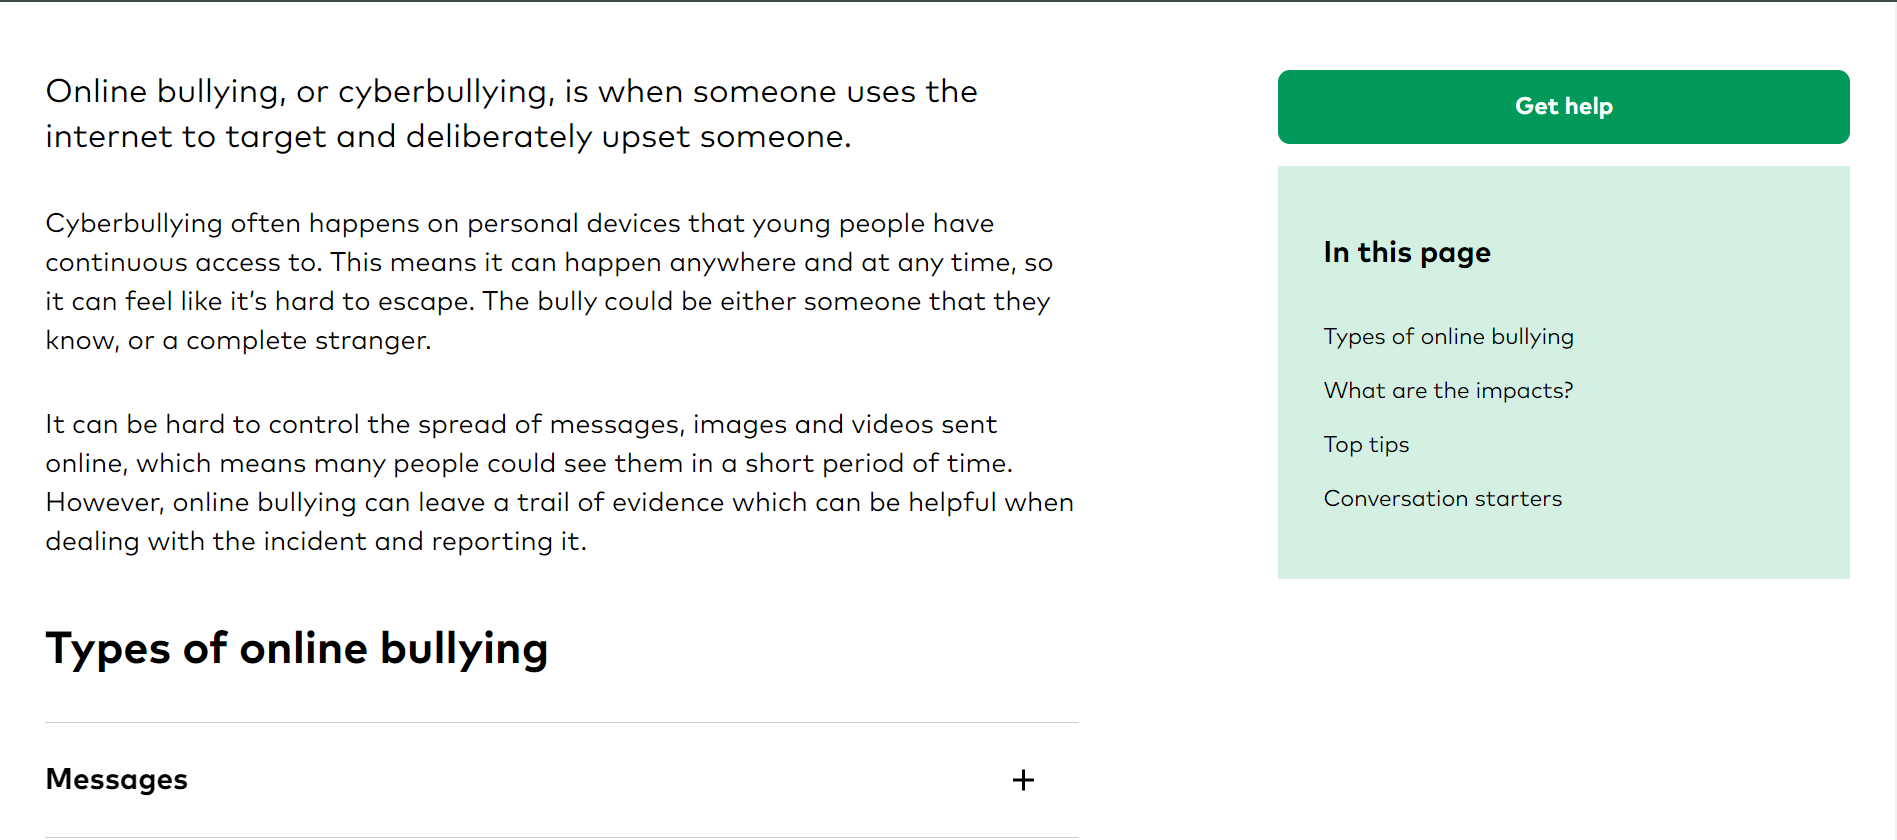 Online bullying, or cyberbullying, is when someone uses the
internet to target and deliberately upset someone.
Cyberbullying often happens on personal devices that young people have
continuous access to. This means it can happen anywhere and at any time, so
it can feel like it’s hard to escape. The bully could be either someone that they
know, or a complete stranger.
It can be hard to control the spread of messages, images and videos sent
online, which means many people could see them in a short period of time.
However, online bullying can leave a trail of evidence which can be helpful when
dealing with the incident and reporting it.
Types of online bullying
Messages
+
Get help
In this page
Types of online bullying
What are the impacts?
Top tips
Conversation starters